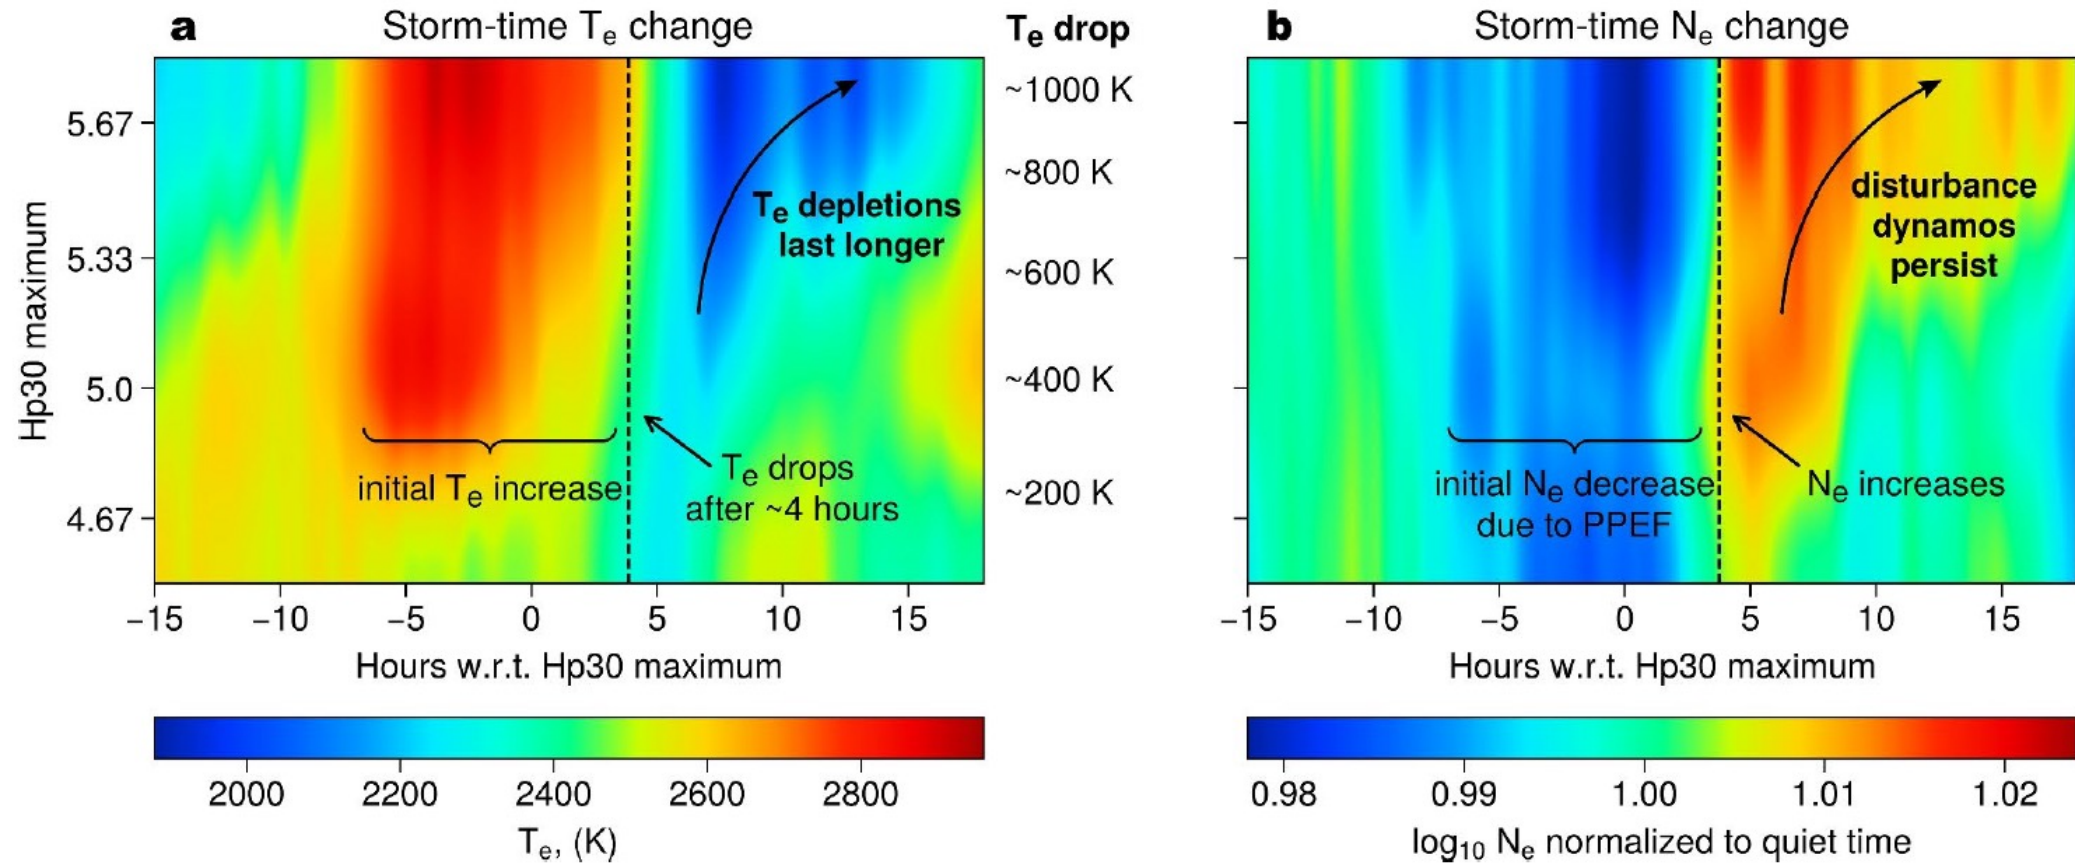 a
Storm-time Te change
Te drop
Hp30 maximum
5.67
5.33
5.0
4.67
~1000 K
~800 K
~600 K
~400 K
~200 K
Te depletions
last longer
initial Te increase
Te drops
after ~4 hours
−15 −10 −5 0 5 10 15
Hours w.r.t. Hp30 maximum
2000 2200 2400 2600 2800
Te, (K)
b
Storm-time Ne change
disturbance
dynamos
persist
initial Ne decrease
due to PPEF
Ne increases
−15 −10 −5 0 5 10 15
Hours w.r.t. Hp30 maximum
0.98 0.99 1.00 1.01 1.02
log10 Ne normalized to quiet time